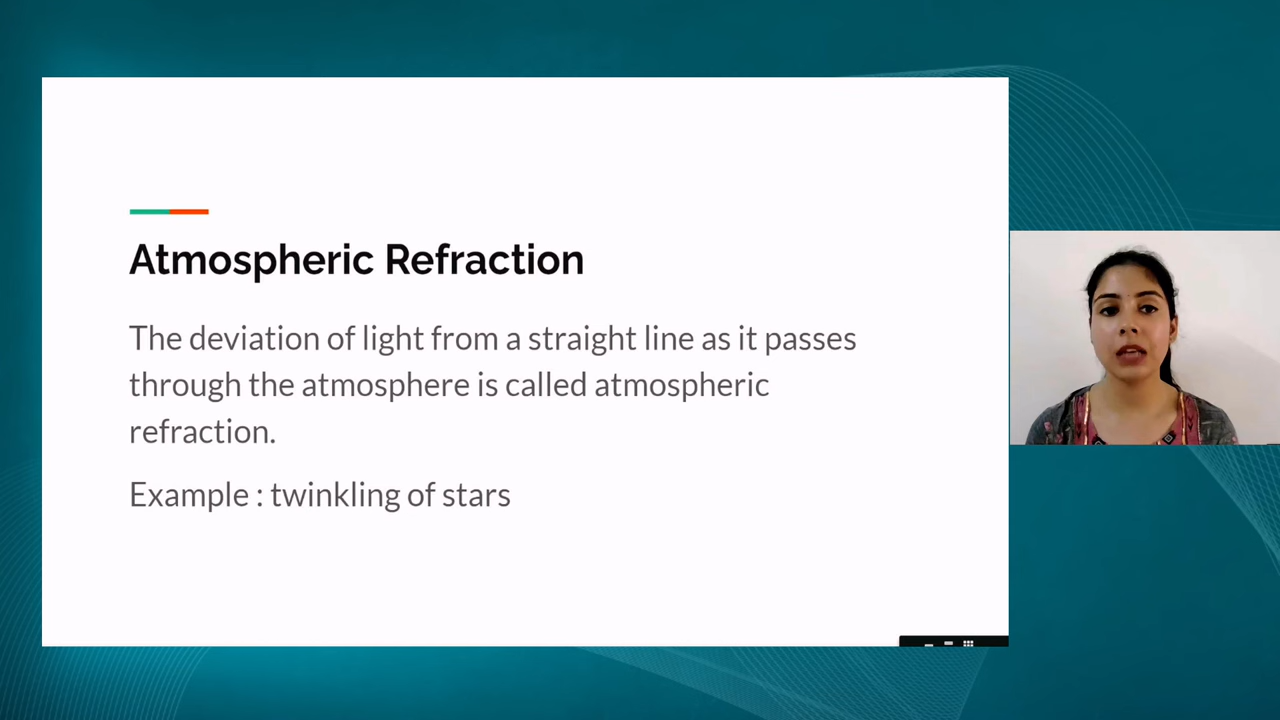 Atmospheric Refraction
The deviation of light from a straight line as it passes
through the atmosphere is called atmospheric
refraction.
Example : twinkling of stars